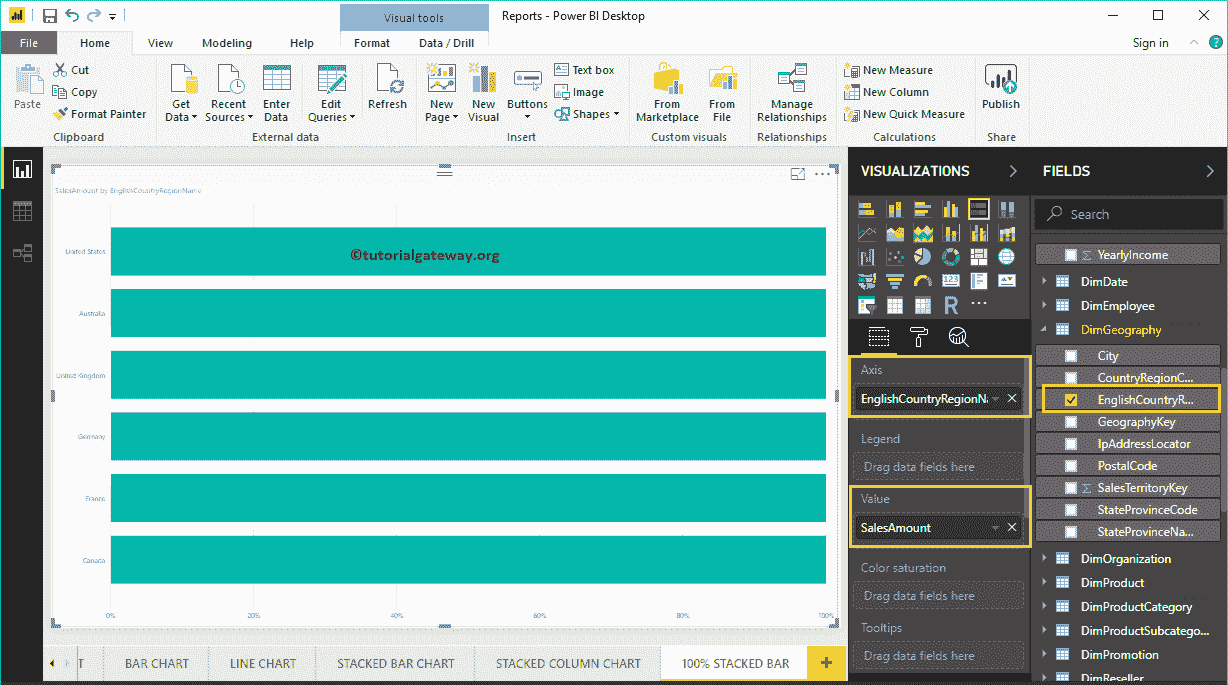 Visual tools
Reports - Power BI Desktop
File
Home
View
Modeling
Help
Format
Data / Drill
Sign in
?
Paste
Cut
Copy
Format Painter
Clipboard
Get
Data
Recent
Sources
Enter
Data
Edit
Queries
External data
Refresh
New
Page
New
Visual
Buttons
Text box
Image
Shapes
Insert
From
Marketplace
From
File
Custom visuals
Manage
Relationships
Relationships
New Measure
New Column
New Quick Measure
Calculations
Publish
Share
SalesAmount by EnglishCountryRegionName
United States
Australia
United Kingdom
Germany
France
Canada
©tutorialgateway.org
0%
20%
40%
60%
80%
100%
T
BAR CHART
LINE CHART
STACKED BAR CHART
STACKED COLUMN CHART
100% STACKED BAR
+
VISUALIZATIONS
123
R
Axis
EnglishCountryRegionNa
Legend
Drag data fields here
Value
SalesAmount
Color saturation
Drag data fields here
Tooltips
Drag data fields here
FIELDS
Search
Σ YearlyIncome
DimDate
DimEmployee
DimGeography
City
CountryRegionC...
EnglishCountryR...
GeographyKey
IpAddressLocator
PostalCode
Σ SalesTerritoryKey
StateProvinceCode
StateProvinceNa...
DimOrganization
DimProduct
DimProductCategory
DimProductSubcatego...
DimPromotion
DimReseller